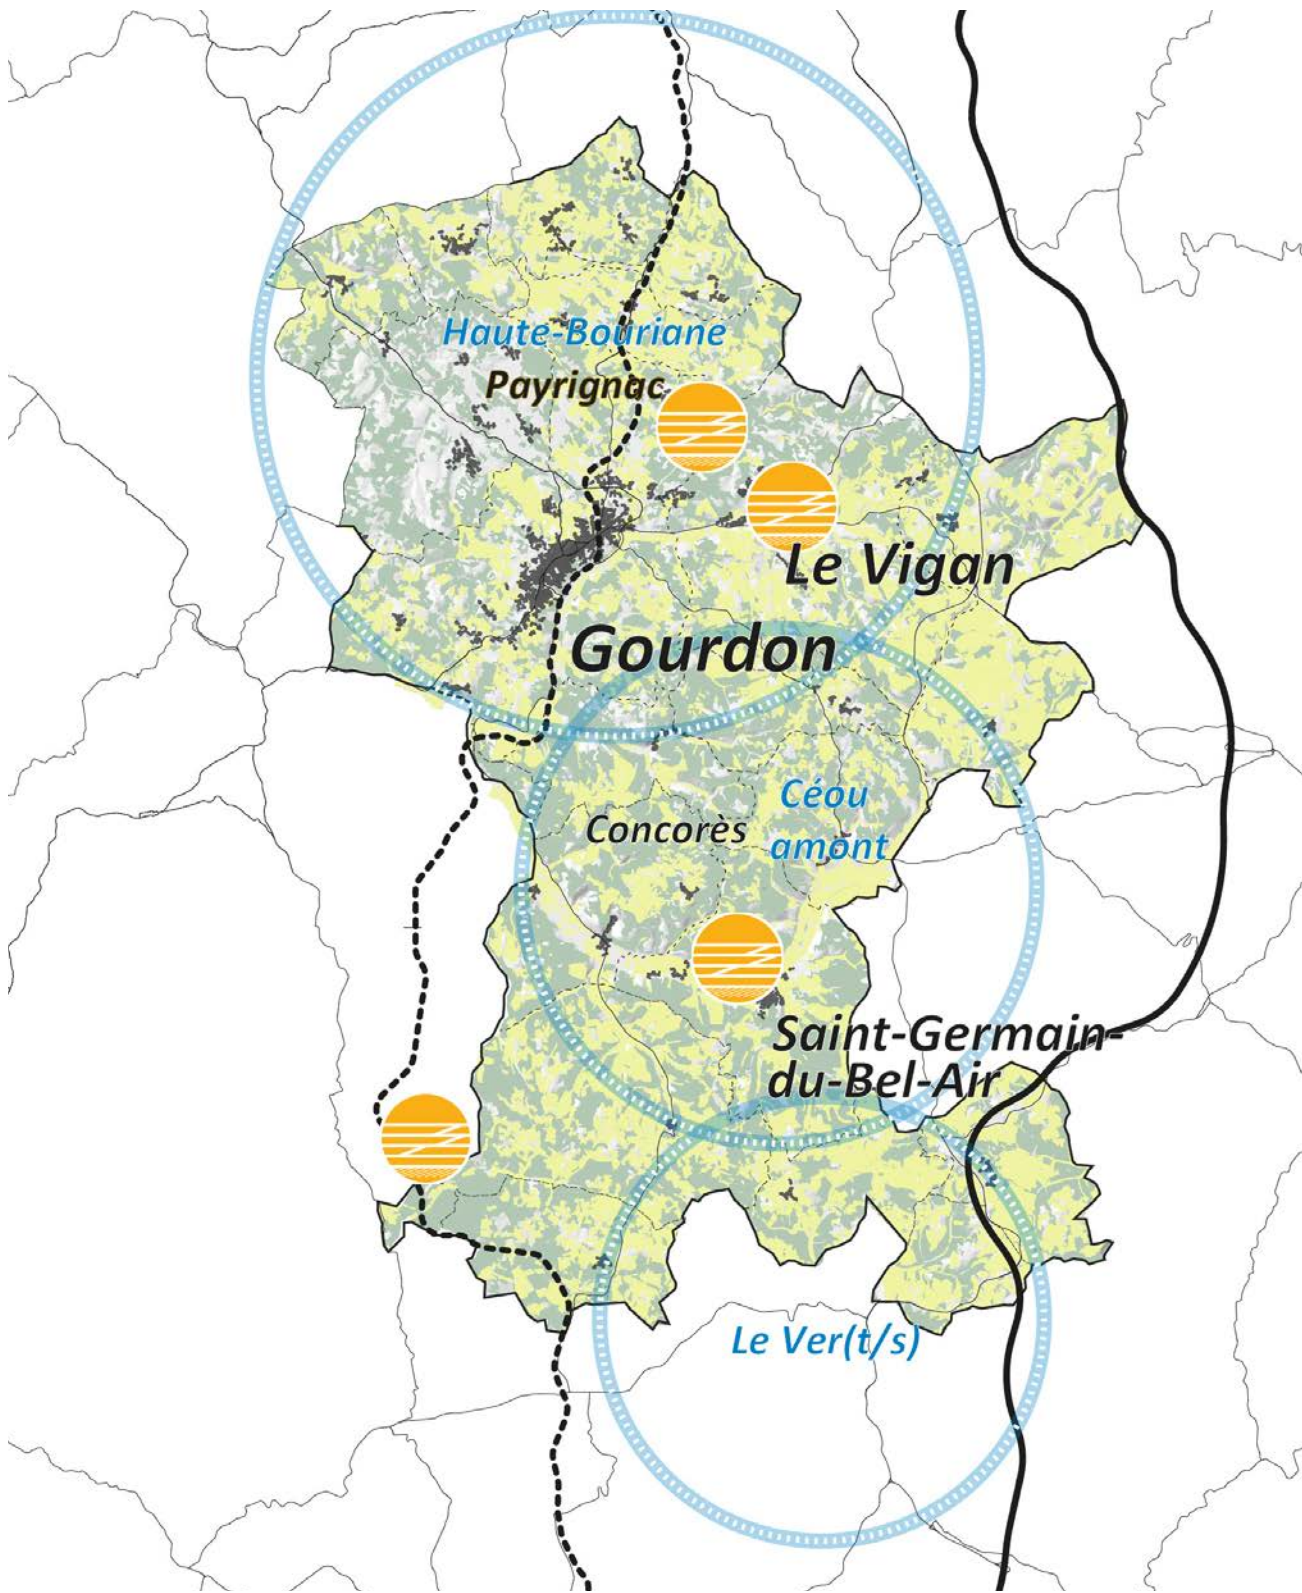 Haute-Bouriane
Payrignac
Le Vigan
Gourdon
Céou
amont
Concorès
Saint-Germain-
du-Bel-Air
Le Ver(t/s)